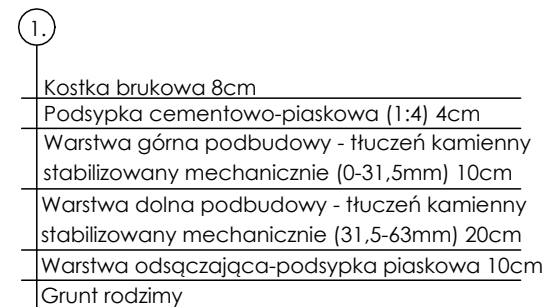 1.
Kostka brukowa 8cm
Podsypka cementowo-piaskowa (1:4) 4cm
Warstwa górna podbudowy - tłuczeń kamienny
stabilizowany mechanicznie (0-31,5mm) 10cm
Warstwa dolna podbudowy - tłuczeń kamienny
stabilizowany mechanicznie (31,5-63mm) 20cm
Warstwa odsączająca-podsypka piaskowa 10cm
Grunt rodzimy